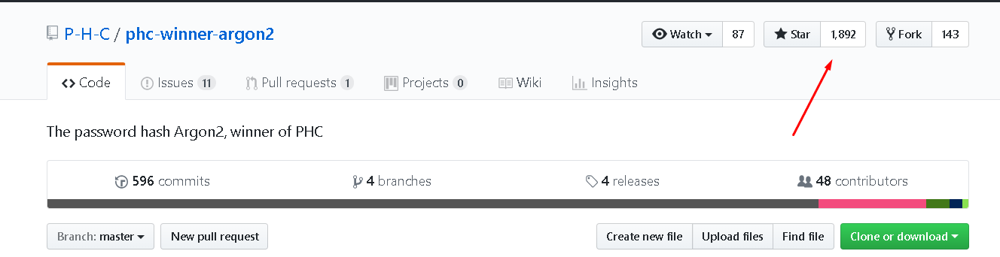 P-H-C / phc-winner-argon2
Watch 87 Star 1,892 Fork 143
Code Issues 11 Pull requests 1 Projects 0 Wiki Insights
The password hash Argon2, winner of PHC
596 commits 4 branches 4 releases 48 contributors
Branch: master New pull request Create new file Upload files Find file Clone or download